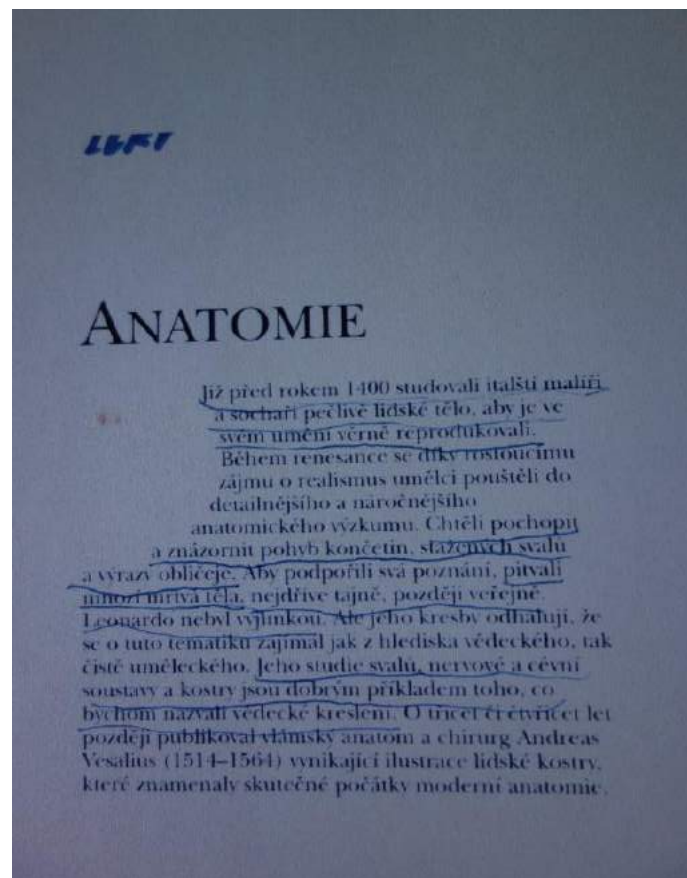 ANATOMIE
Již před rokem 1400 studovali italští malíři
a sochaři pečlivě lidské tělo, aby je ve
svém umění věrně reprodukovali.
Během renesance se díky rostoucímu
zájmu o realismus umělci pouštěli do
detailnějšího a náročnějšího
anatomického výzkumu. Chtěli pochopit
a znázornit pohyb končetin, stažených svalů
a výrazy obličeje. Aby podpořili svá poznání, pitvali
mnozí mrtvá těla, nejdříve tajně, později veřejně.
Leonardo nebyl vyjímkou. Ale jeho kresby odhalují, že
se o tuto tematiku zajímal jak z hlediska vědeckého, tak
čistě uměleckého. Jeho studie svalů, nervové a cévní
soustavy a kostry jsou dobrým příkladem toho, co
bychom nazvali vědecké kreslení. O třicet či čtyřicet let
později publikoval vlámský anatom a chirurg Andreas
Vesalius (1514–1564) vynikající ilustrace lidské kostry,
které znamenaly skutečné počátky moderní anatomie.